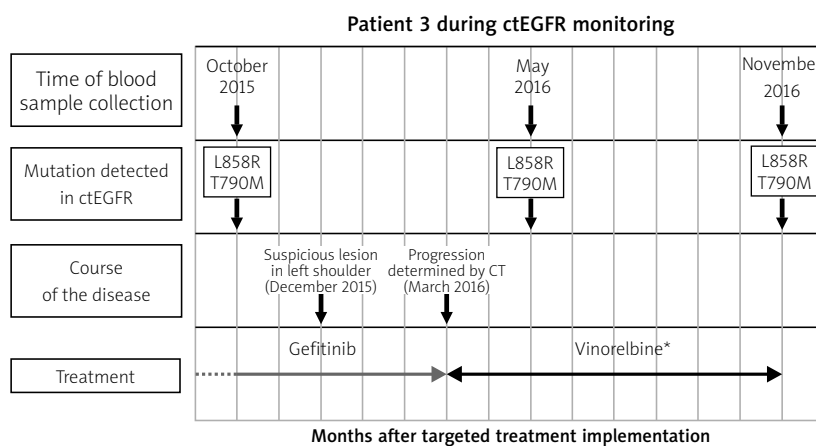 Patient 3 during ctEGFR monitoring
Time of blood
sample collection
October
2015
May
2016
Novembe
2016
Mutation detected
in ctEGFR
L858R
T790M
L858R
T790M
L858R
T790M
Course
of the disease
Suspicious lesion
in left shoulder
(December 2015)
Progression
determined by CT
(March 2016)
Treatment
Gefitinib
Vinorelbine*
Months after targeted treatment implementation